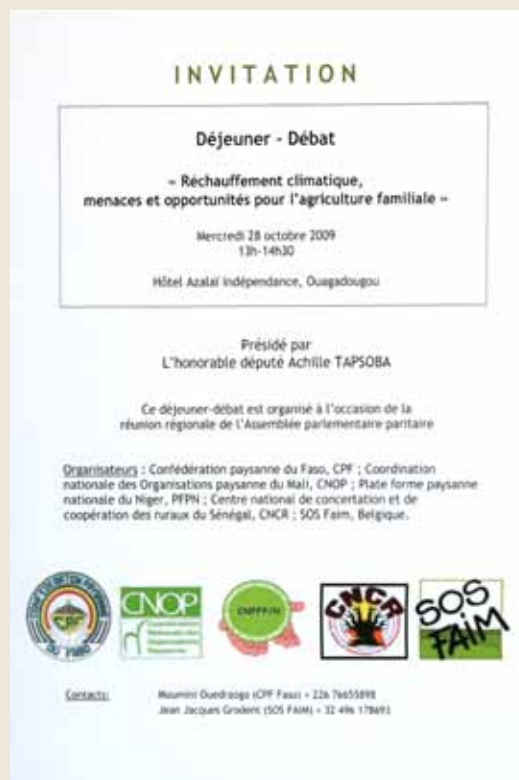 INVITATION
Déjeuner - Débat
« Réchauffement climatique,
menaces et opportunités pour l'agriculture familiale »
Mercredi 28 octobre 2009
13h-14h30
Hôtel Azalaï Indépendance, Ouagadougou
Présidé par
L'honorable député Achille TAPSOBA
Ce déjeuner-débat est organisé à l'occasion de la
réunion régionale de l'Assemblée parlementaire paritaire
Organisateurs : Confédération paysanne du Faso, CPF ; Coordination
nationale des Organisations paysanne du Mali, CNOP ; Plate forme paysanne
nationale du Niger, PFPN ; Centre national de concertation et de
coopération des ruraux du Sénégal, CNCR ; SOS Faim, Belgique.
CPF
DU FASO
CNOP
CNCR
SOS
FAIM
Contacts:
Moumini Ouedraogo (CPF Faso) + 226 76655898
Jean Jacques Grodent (SOS FAIM) + 32 496 178693